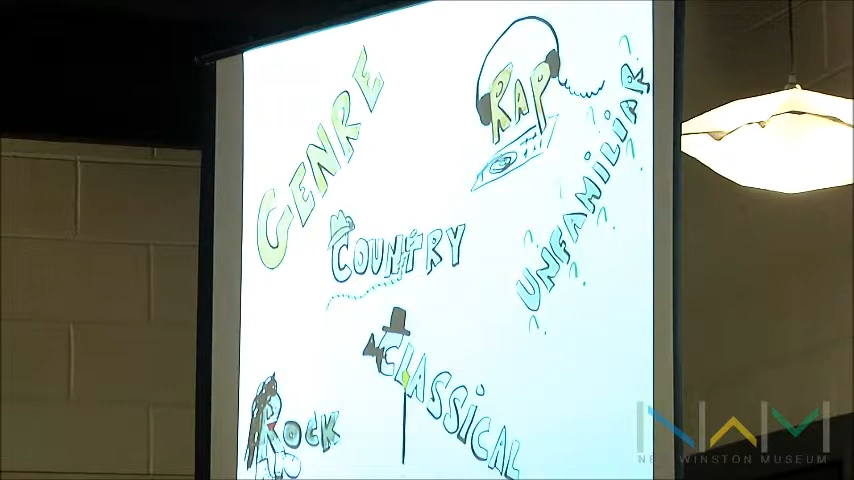 GENRE
RAP
UNFAMILIAR
COUNTRY
CLASSICAL
ROCK
NEW WINSTON MUSEUM